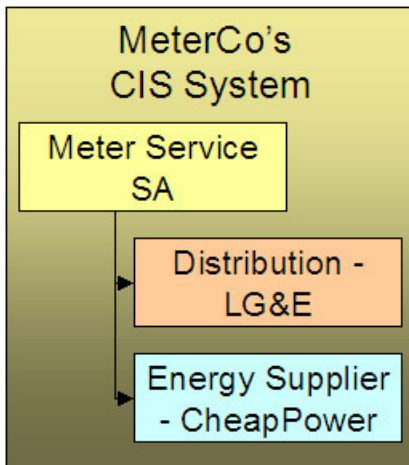 MeterCo’s
CIS System
Meter Service
SA
Distribution -
LG&E
Energy Supplier
- CheapPower